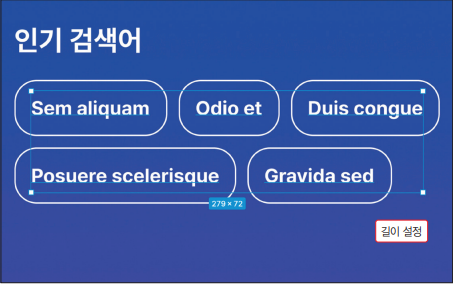 인기 검색어
Sem aliquam Odio et Duis congue
Posuere scelerisque Gravida sed
279 × 72
길이 설정